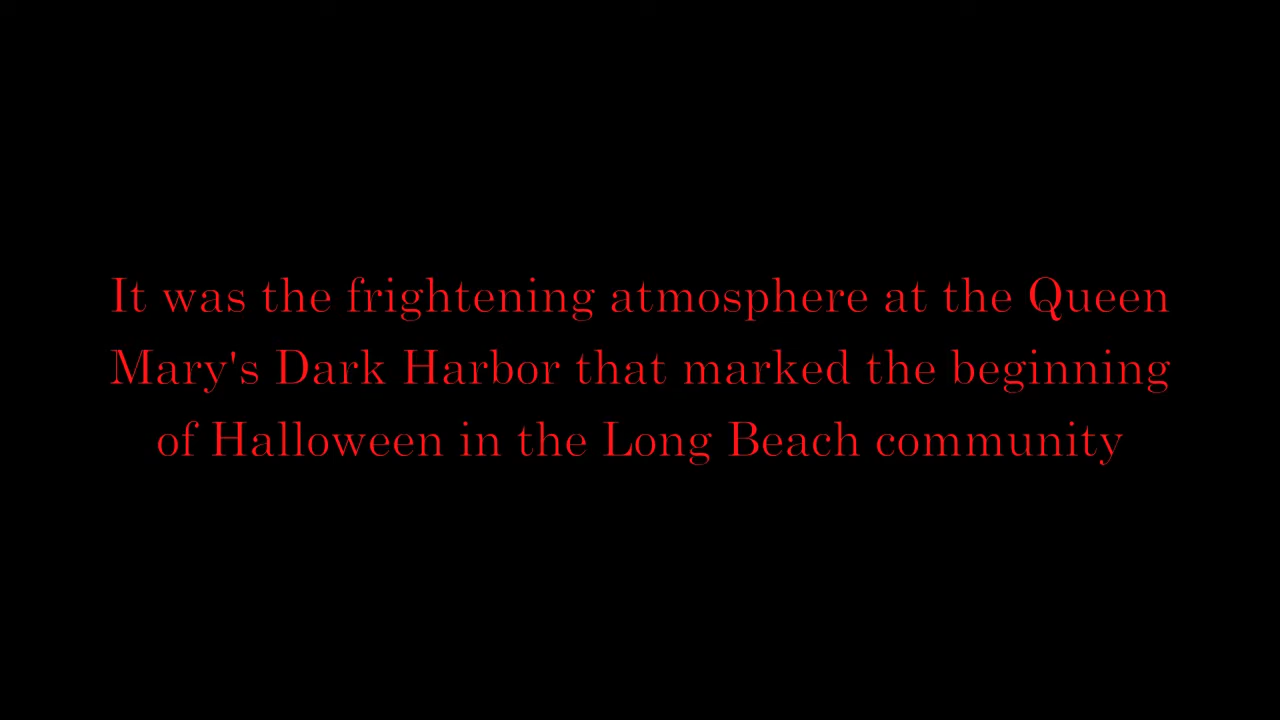 It was the frightening atmosphere at the Queen
Mary's Dark Harbor that marked the beginning
of Halloween in the Long Beach community